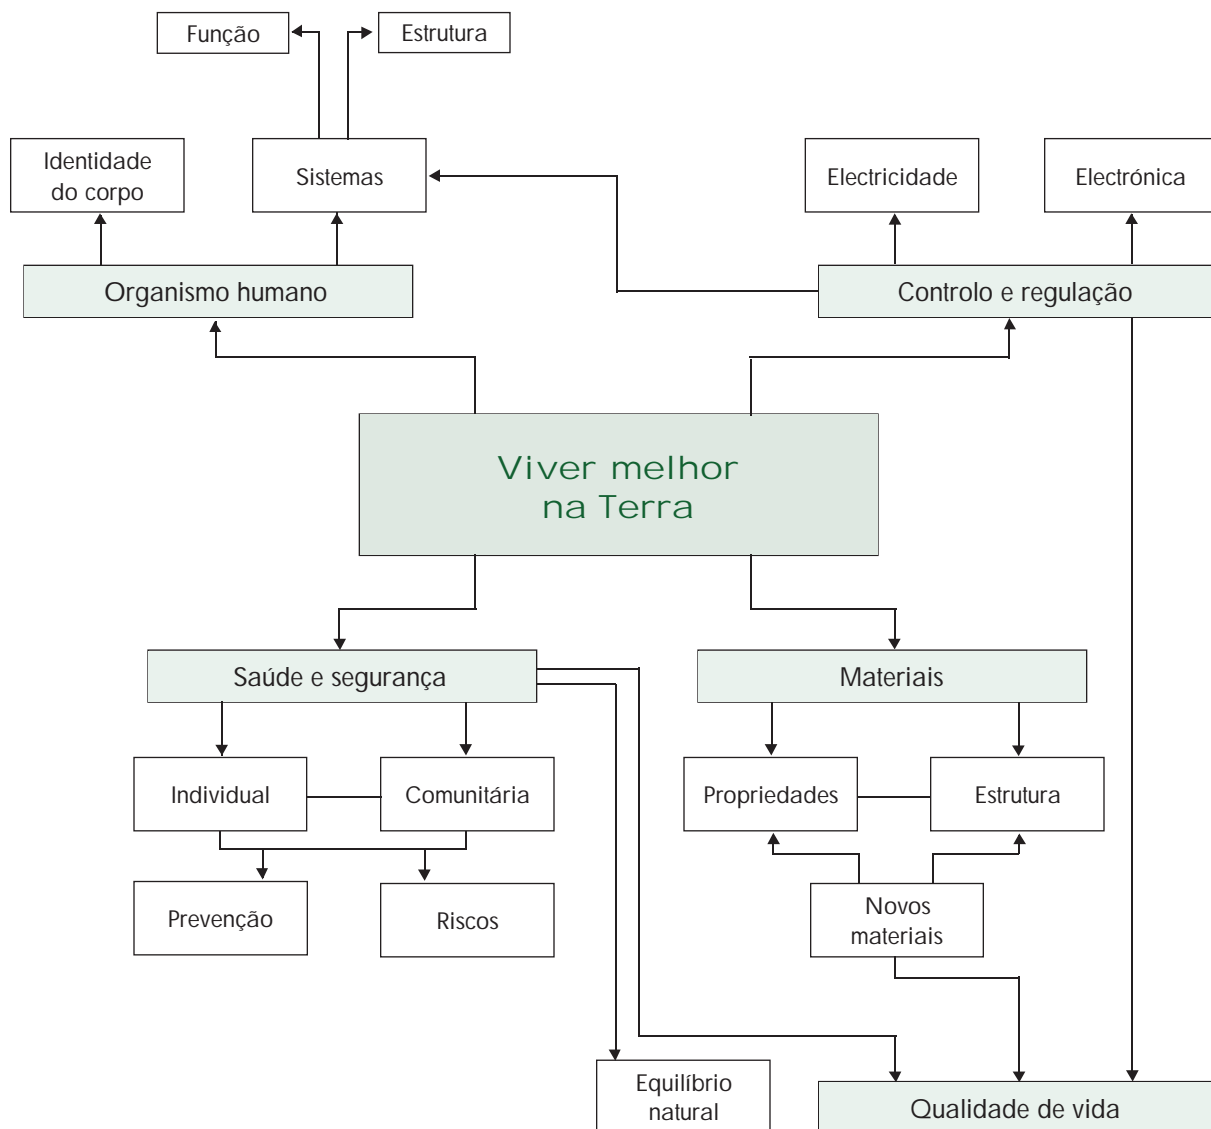 Função
Estrutura
Identidade
do corpo
Sistemas
Electricidade
Electrónica
Organismo humano
Controlo e regulação
Viver melhor
na Terra
Saúde e segurança
Materiais
Individual
Comunitária
Propriedades
Estrutura
Prevenção
Riscos
Novos
materiais
Equilíbrio
natural
Qualidade de vida